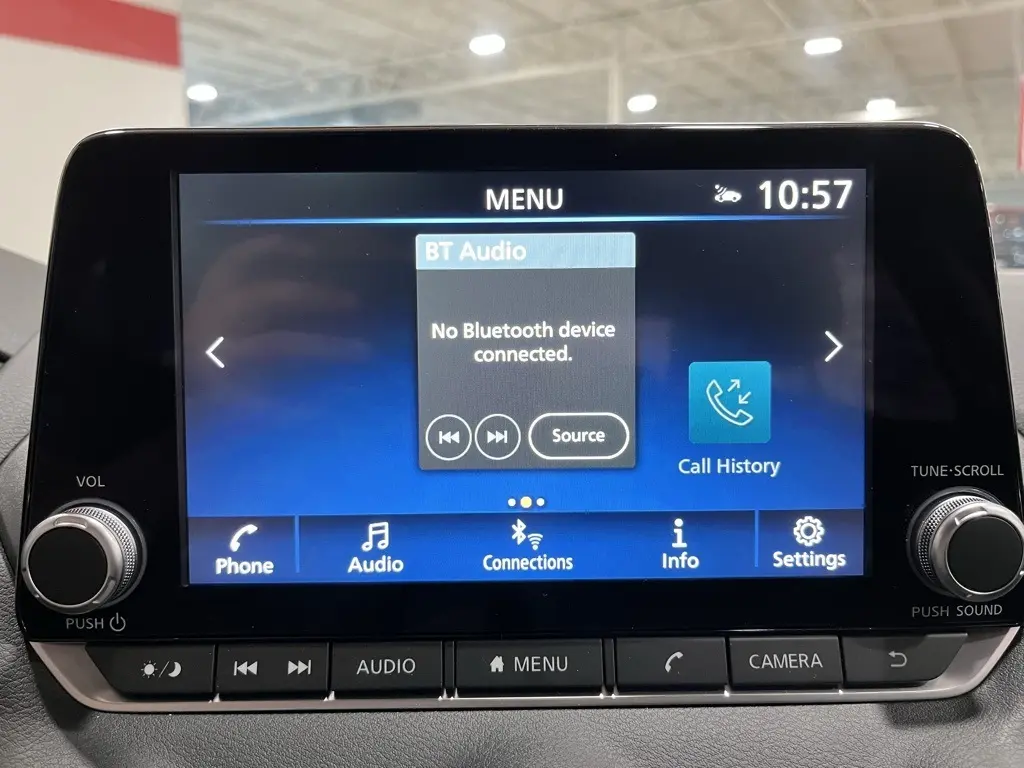 MENU
10:57
BT Audio
No Bluetooth device
connected.
Source
Call History
VOL
TUNE·SCROLL
Phone
Audio
Connections
Info
Settings
PUSH
PUSH SOUND
AUDIO
MENU
CAMERA